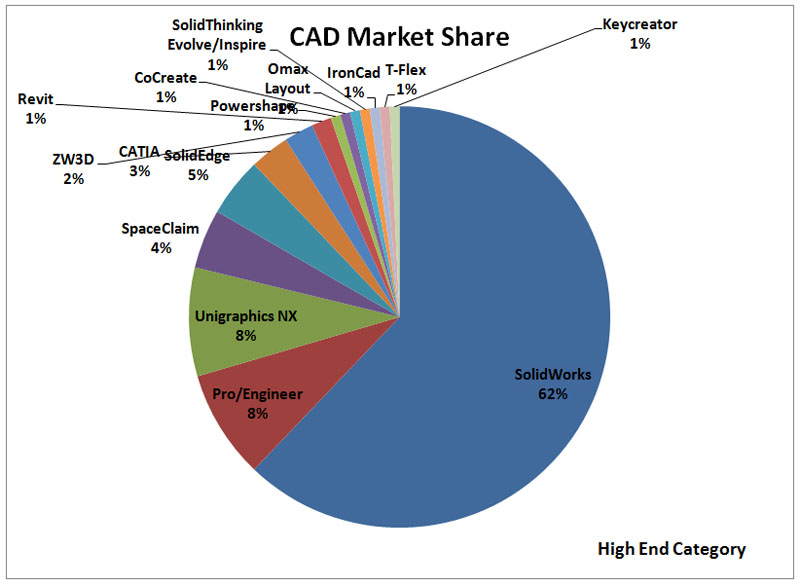 CAD Market Share
SolidThinking
Evolve/Inspire
1%
Keycreator
1%
CoCreate
1%
Omax
Layout
1%
IronCad
1%
T-Flex
1%
Revit
1%
Powershape
1%
ZW3D
2%
CATIA
3%
SolidEdge
5%
SpaceClaim
4%
Unigraphics NX
8%
Pro/Engineer
8%
SolidWorks
62%
High End Category